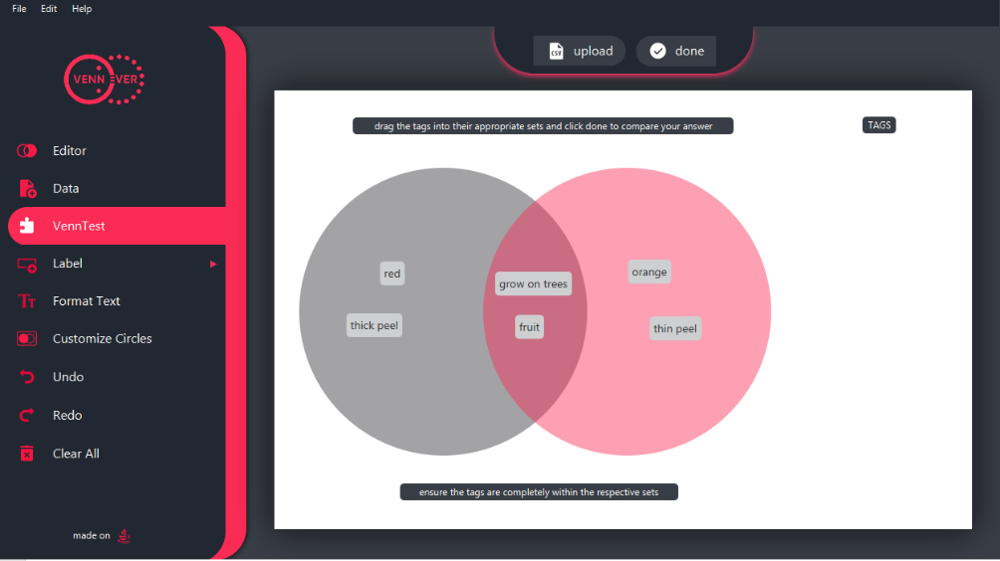 File Edit Help
VENN EVER
CSV upload done
Editor
Data
VennTest
Label
Format Text
Customize Circles
Undo
Redo
Clear All
made on
drag the tags into their appropriate sets and click done to compare your answer
TAGS
red
thick peel
grow on trees
fruit
orange
thin peel
ensure the tags are completely within the respective sets